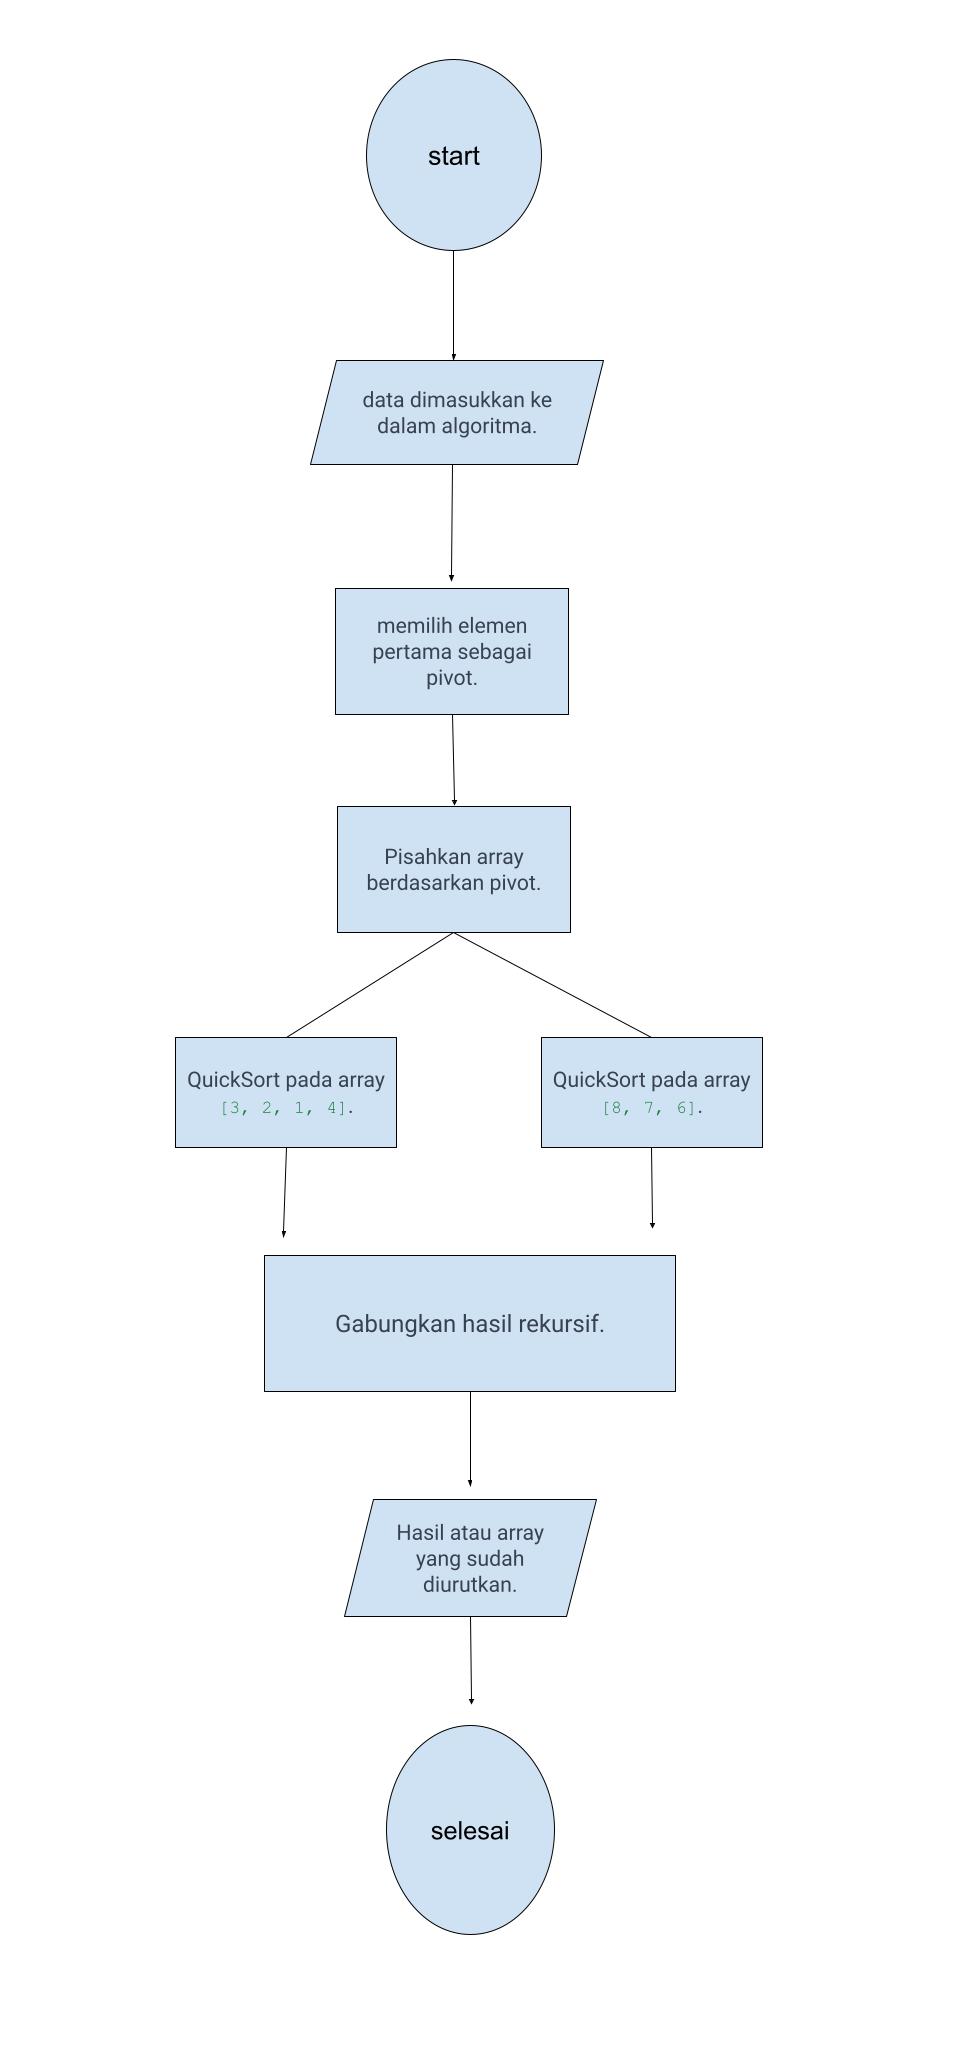 start
data dimasukkan ke
dalam algoritma.
memilih elemen
pertama sebagai
pivot.
Pisahkan array
berdasarkan pivot.
QuickSort pada array
[3, 2, 1, 4].
QuickSort pada array
[8, 7, 6].
Gabungkan hasil rekursif.
Hasil atau array
yang sudah
diurutkan.
selesai